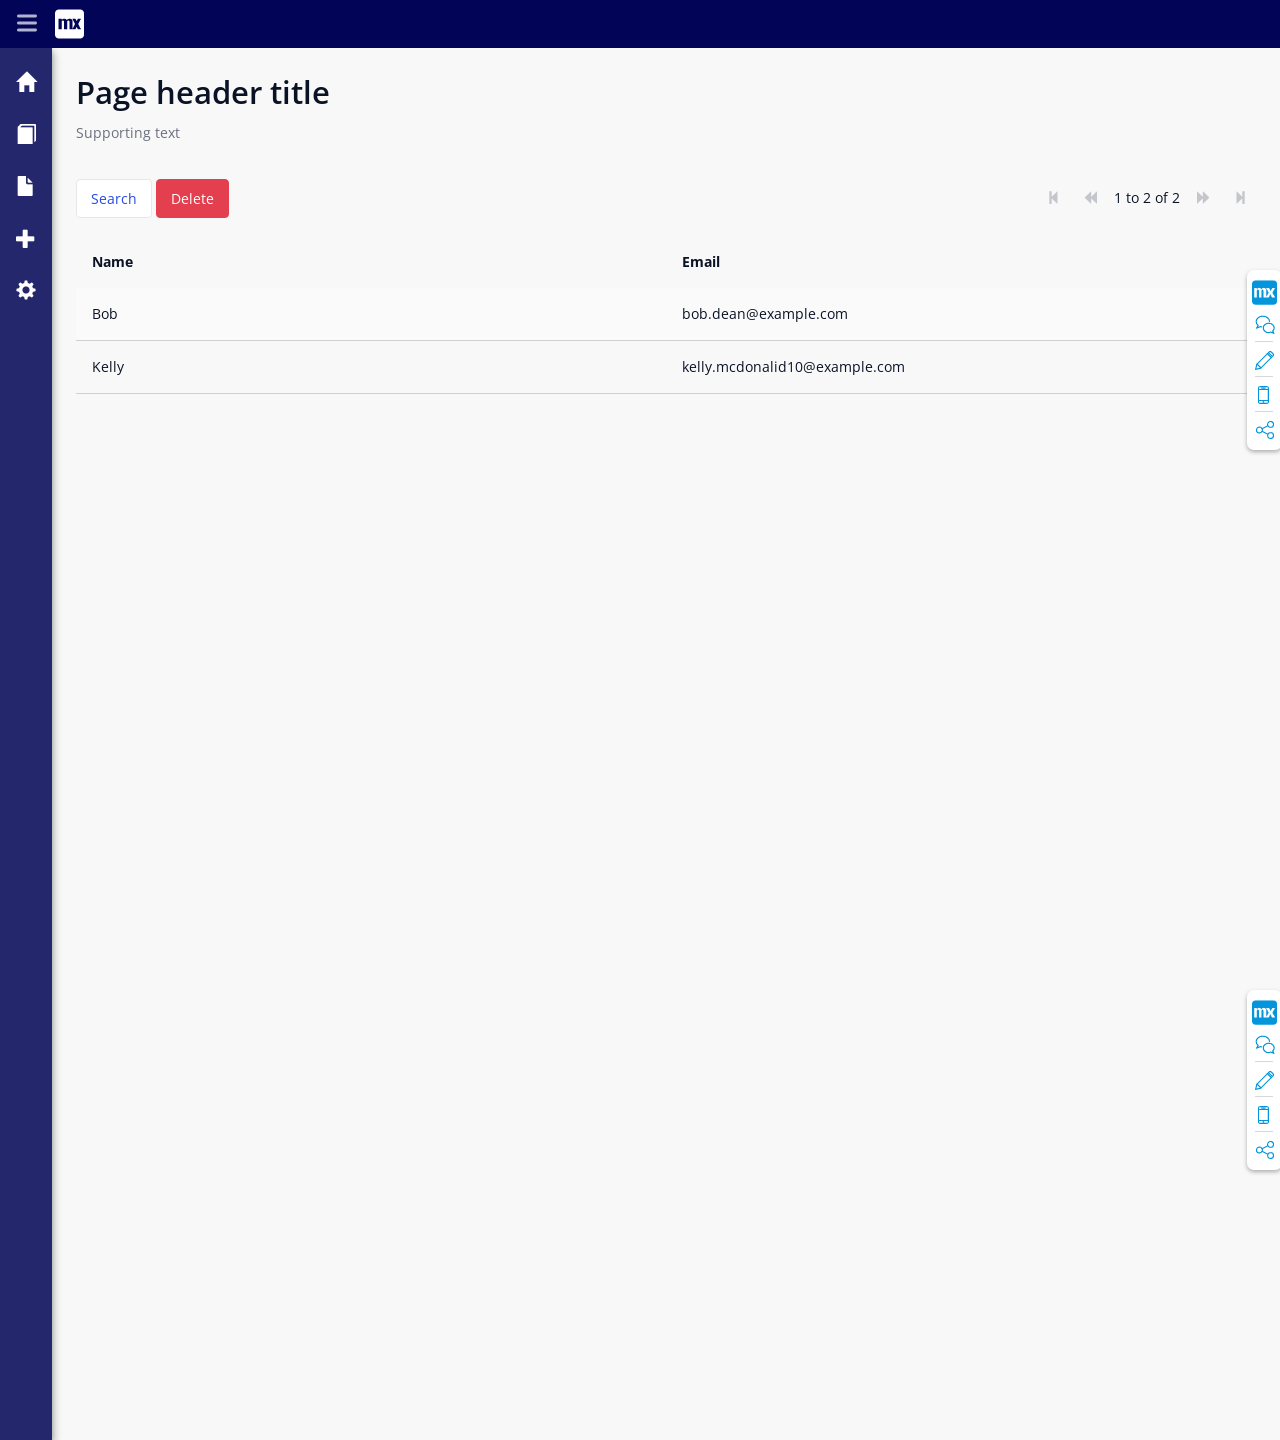 mx
Page header title
Supporting text
Search Delete 1 to 2 of 2
Name Email
mx
Bob bob.dean@example.com
Kelly kelly.mcdonalid10@example.com
mx